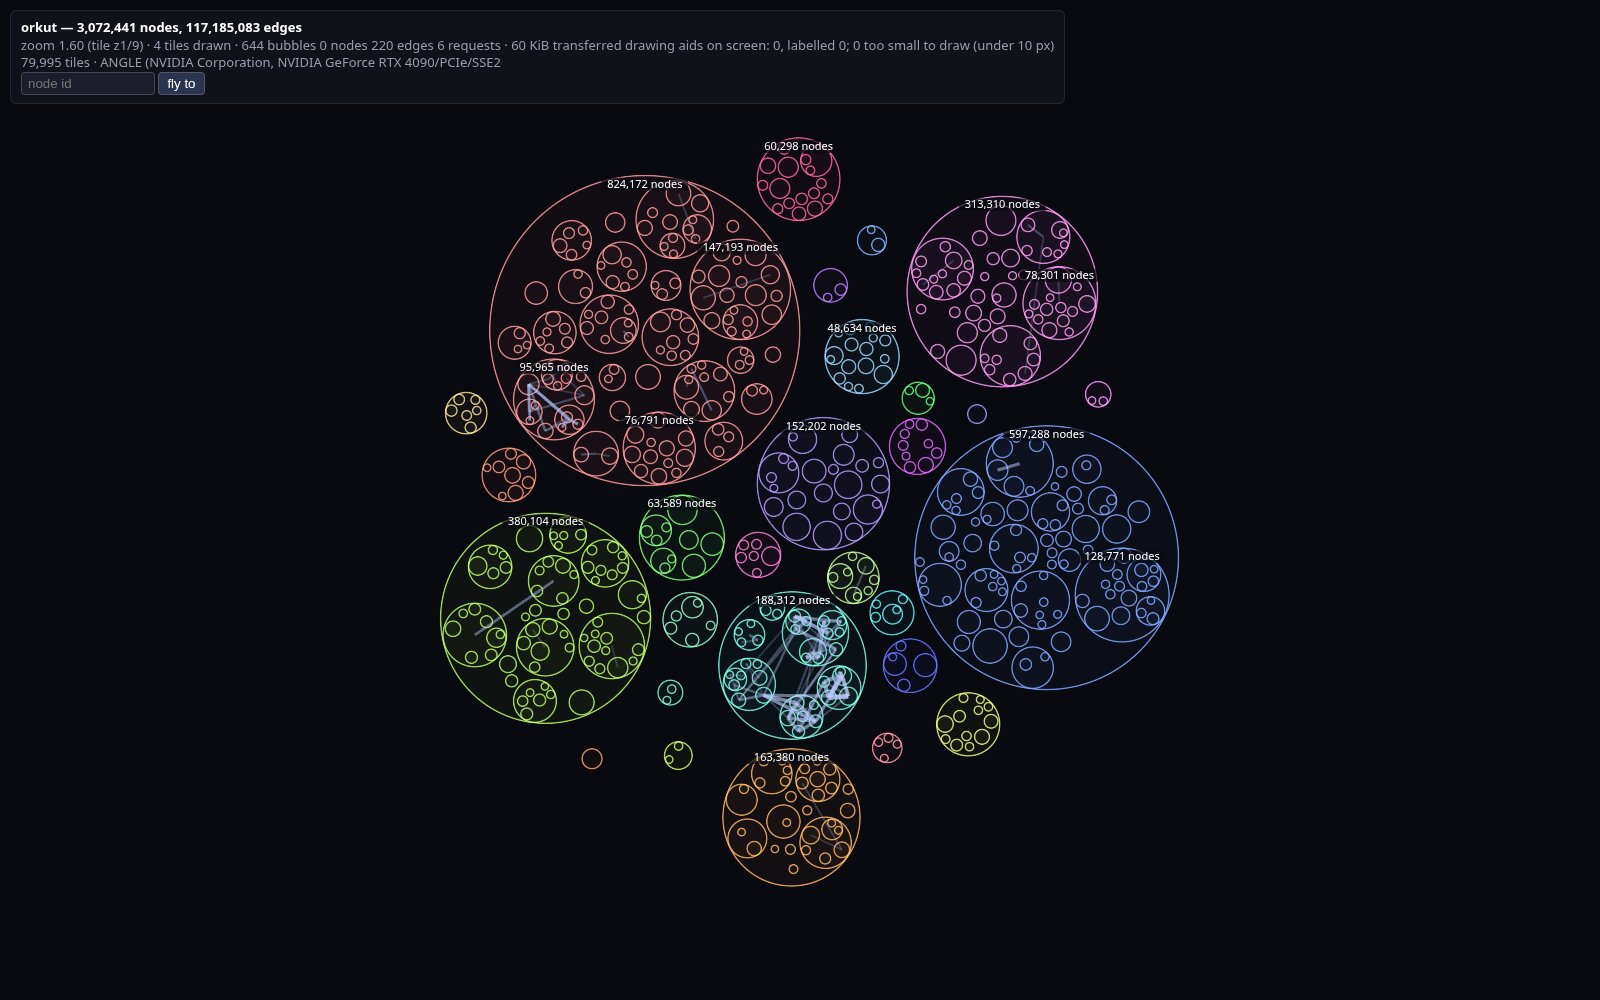 orkut — 3,072,441 nodes, 117,185,083 edges
zoom 1.60 (tile z1/9) · 4 tiles drawn · 644 bubbles 0 nodes 220 edges 6 requests · 60 KiB transferred drawing aids on screen: 0, labelled 0; 0 too small to draw (under 10 px)
79,995 tiles · ANGLE (NVIDIA Corporation, NVIDIA GeForce RTX 4090/PCIe/SSE2
node id fly to
60,298 nodes
824,172 nodes
313,310 nodes
147,193 nodes
78,301 nodes
48,634 nodes
95,965 nodes
76,791 nodes
152,202 nodes
597,288 nodes
63,589 nodes
380,104 nodes
128,771 nodes
188,312 nodes
163,380 nodes